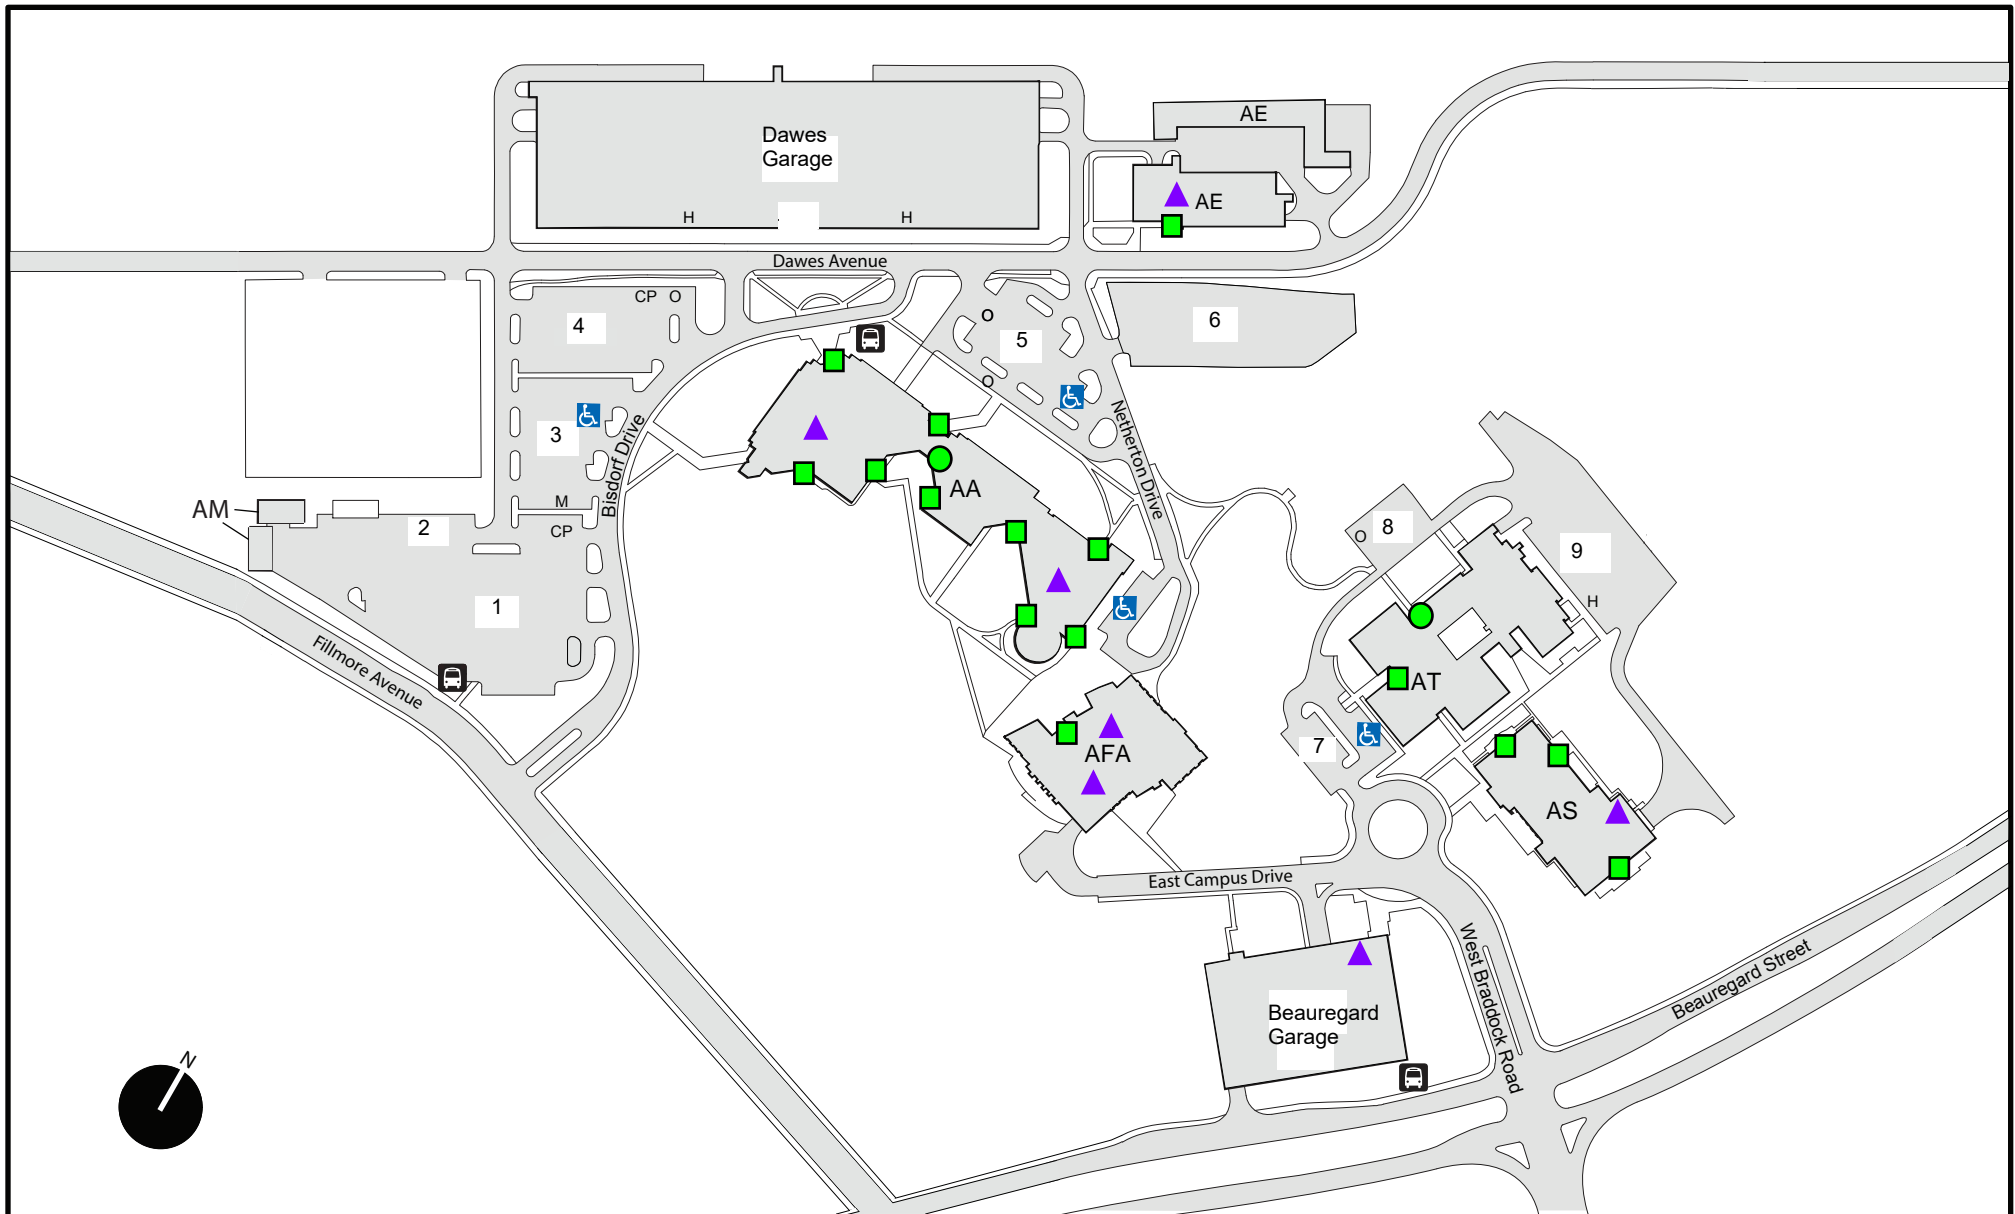 AE
Dawes
Garage
AE
H
H
Dawes Avenue
CP
O
4
O
5
6
O
3
Bisdorf Drive
Netherton Drive
M
AA
AM
2
CP
8
O
9
1
H
Fillmore Avenue
AT
7
AFA
AS
East Campus Drive
West Braddock Road
Beauregard Street
Beauregard
Garage
N